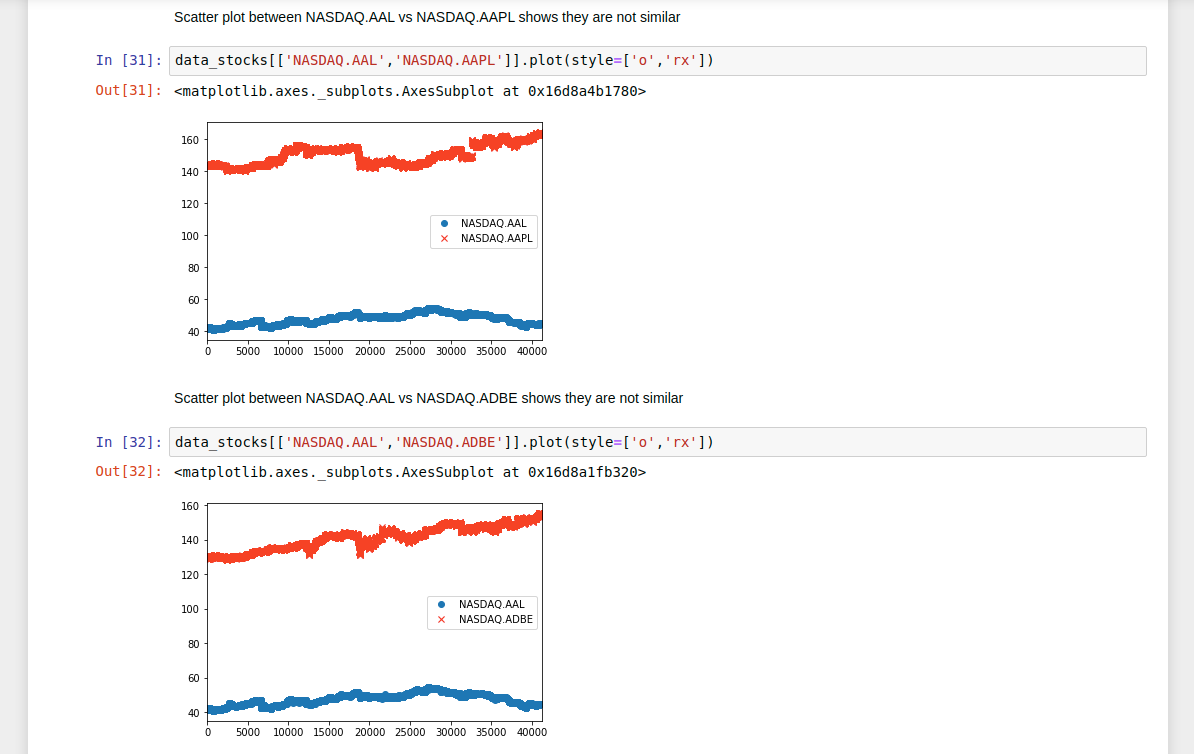 Scatter plot between NASDAQ.AAL vs NASDAQ.AAPL shows they are not similar
In [31]: data_stocks[['NASDAQ.AAL','NASDAQ.AAPL']].plot(style=['o','rx'])
Out[31]: <matplotlib.axes._subplots.AxesSubplot at 0x16d8a4b1780>
160
140
120
100
80
60
40
NASDAQ.AAL
NASDAQ.AAPL
0 5000 10000 15000 20000 25000 30000 35000 40000
Scatter plot between NASDAQ.AAL vs NASDAQ.ADBE shows they are not similar
In [32]: data_stocks[['NASDAQ.AAL','NASDAQ.ADBE']].plot(style=['o','rx'])
Out[32]: <matplotlib.axes._subplots.AxesSubplot at 0x16d8a1fb320>
160
140
120
100
80
60
40
NASDAQ.AAL
NASDAQ.ADBE
0 5000 10000 15000 20000 25000 30000 35000 40000